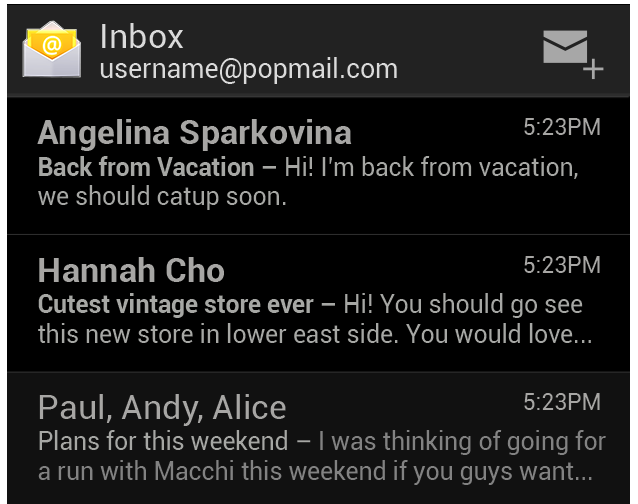 Inbox
username@popmail.com
Angelina Sparkovina
5:23PM
Back from Vacation – Hi! I'm back from vacation,
we should catup soon.
Hannah Cho
5:23PM
Cutest vintage store ever – Hi! You should go see
this new store in lower east side. You would love...
Paul, Andy, Alice
5:23PM
Plans for this weekend – I was thinking of going for
a run with Macchi this weekend if you guys want...